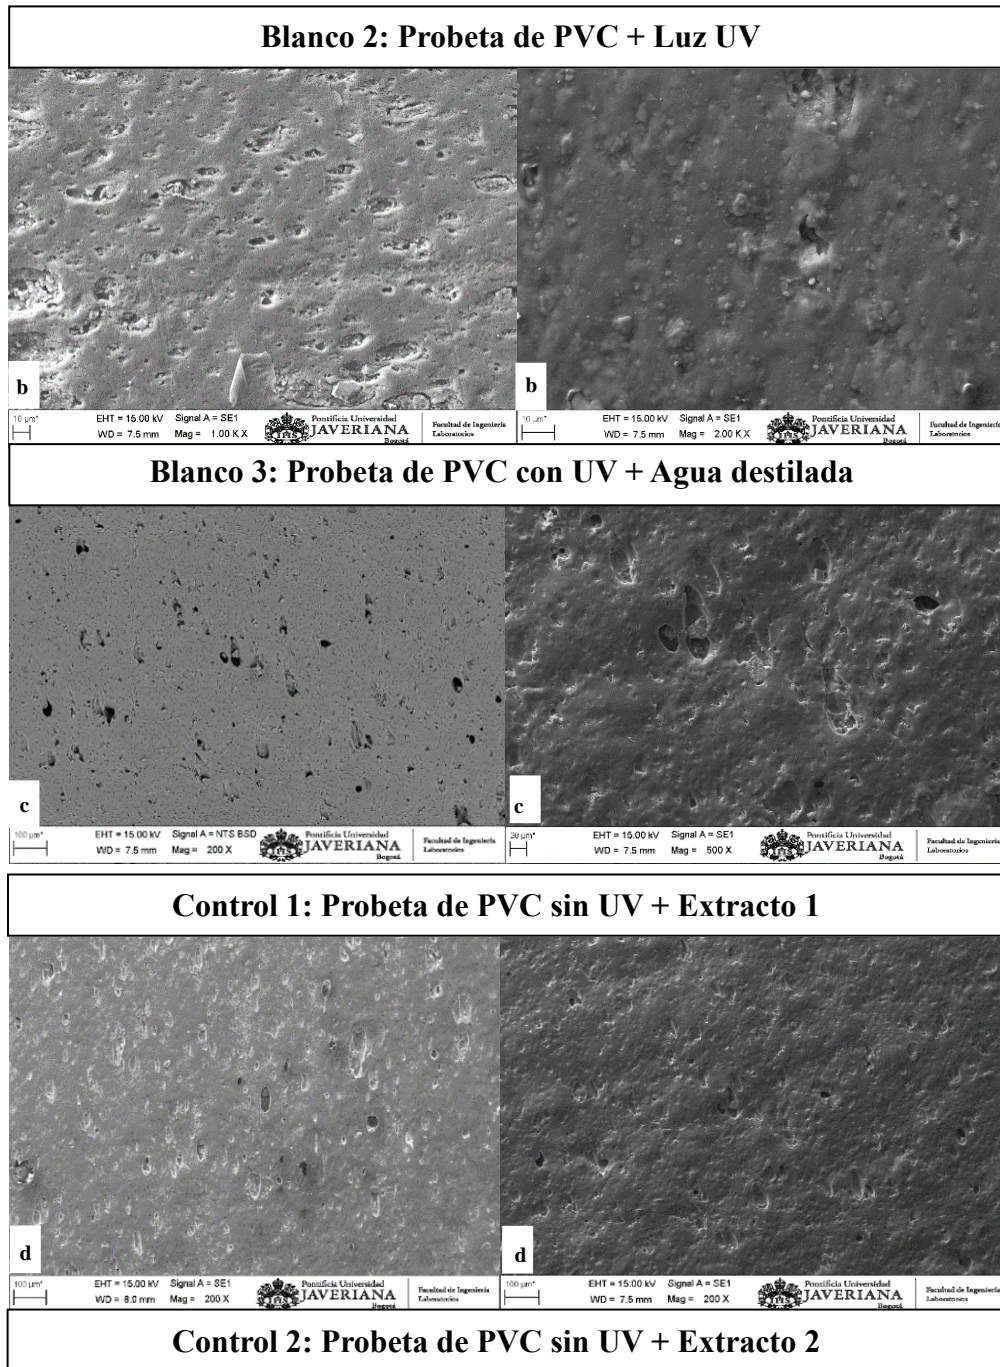 Blanco 2: Probeta de PVC + Luz UV
b
10 µm*
EHT = 15.00 kV Signal A = SE1
WD = 7.5 mm Mag = 1.00 K X
Pontificia Universidad
JAVERIANA
Bogotá
Facultad de Ingeniería
Laboratorios
b
10 µm*
EHT = 15.00 kV Signal A = SE1
WD = 7.5 mm Mag = 2.00 K X
Pontificia Universidad
JAVERIANA
Bogotá
Facultad de Ingeniería
Laboratorios
Blanco 3: Probeta de PVC con UV + Agua destilada
c
100 µm*
EHT = 15.00 kV Signal A = NTS BSD
WD = 7.5 mm Mag = 200 X
Pontificia Universidad
JAVERIANA
Bogotá
Facultad de Ingeniería
Laboratorios
c
20 µm*
EHT = 15.00 kV Signal A = SE1
WD = 7.5 mm Mag = 500 X
Pontificia Universidad
JAVERIANA
Bogotá
Facultad de Ingeniería
Laboratorios
Control 1: Probeta de PVC sin UV + Extracto 1
d
100 µm*
EHT = 15.00 kV Signal A = SE1
WD = 8.0 mm Mag = 200 X
Pontificia Universidad
JAVERIANA
Bogotá
Facultad de Ingeniería
Laboratorios
d
100 µm*
EHT = 15.00 kV Signal A = SE1
WD = 7.5 mm Mag = 200 X
Pontificia Universidad
JAVERIANA
Bogotá
Facultad de Ingeniería
Laboratorios
Control 2: Probeta de PVC sin UV + Extracto 2